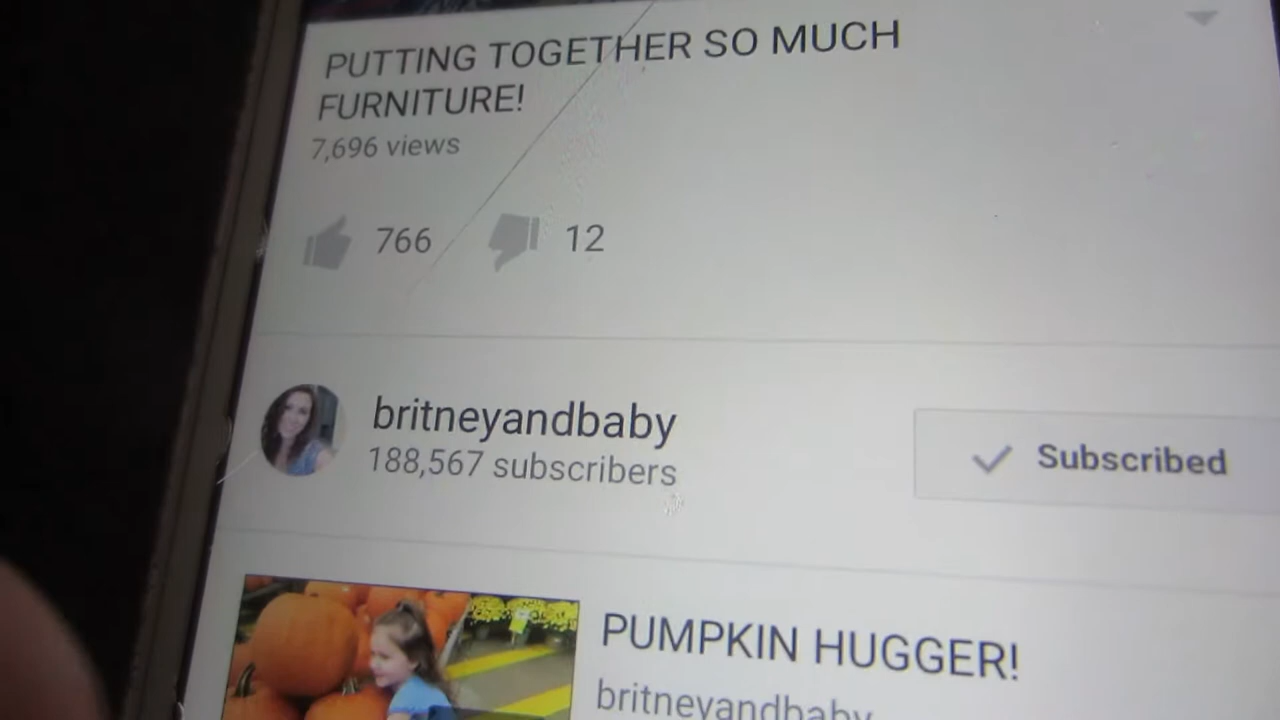 PUTTING TOGETHER SO MUCH
FURNITURE!
7,696 views
766 12
britneyandbaby
188,567 subscribers
Subscribed
PUMPKIN HUGGER!
britneyandbaby